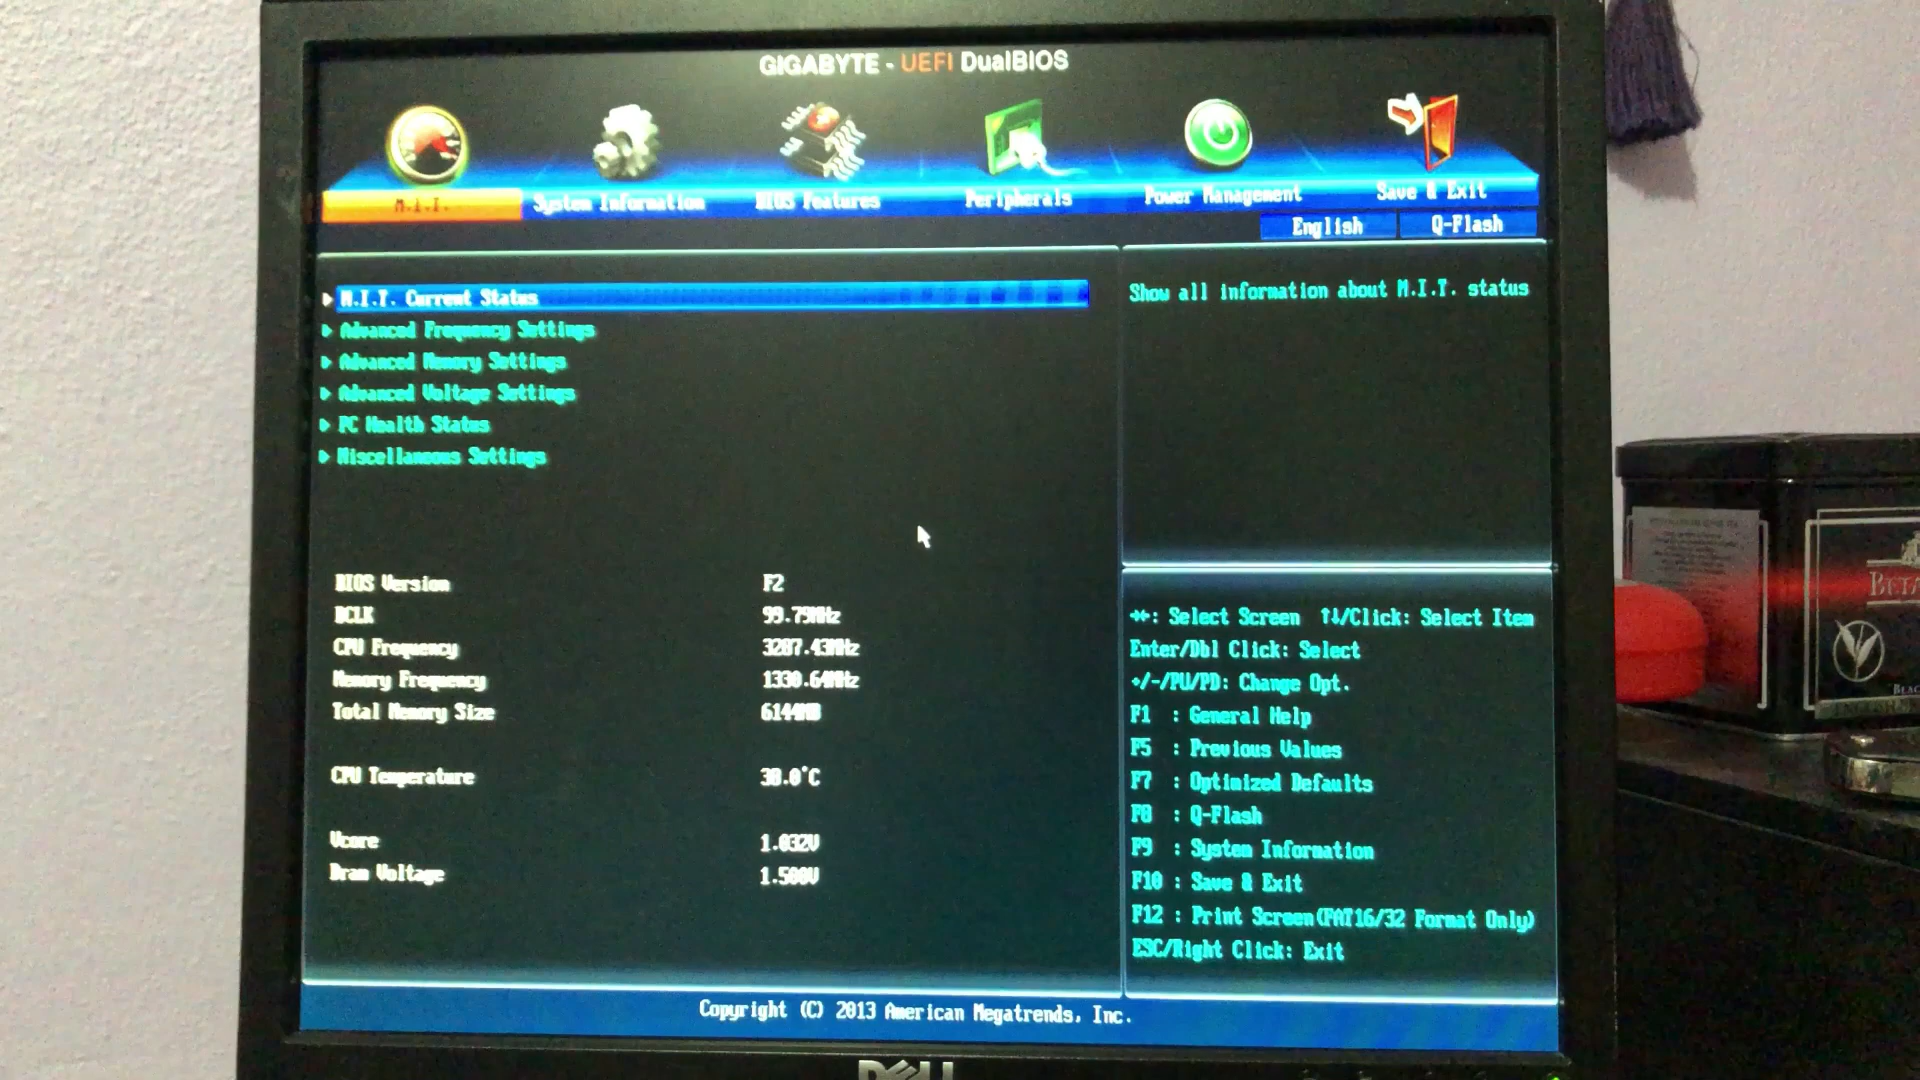 GIGABYTE - UEFI DualBIOS
M.I.T. System Information BIOS Features Peripherals Power Management Save & Exit
English Q-Flash
M.I.T. Current Status
Advanced Frequency Settings
Advanced Memory Settings
Advanced Voltage Settings
PC Health Status
Miscellaneous Settings
Show all information about M.I.T. status
BIOS Version F2
BCLK 99.79MHz
CPU Frequency 3287.43MHz
Memory Frequency 1330.64MHz
Total Memory Size 6144MB
CPU Temperature 30.0°C
Vcore 1.032V
Dram Voltage 1.500V
→←: Select Screen ↑↓/Click: Select Item
Enter/Dbl Click: Select
+/-/PU/PD: Change Opt.
F1 : General Help
F5 : Previous Values
F7 : Optimized Defaults
F8 : Q-Flash
F9 : System Information
F10 : Save & Exit
F12 : Print Screen(FAT16/32 Format Only)
ESC/Right Click: Exit
Copyright (C) 2013 American Megatrends, Inc.
DELL